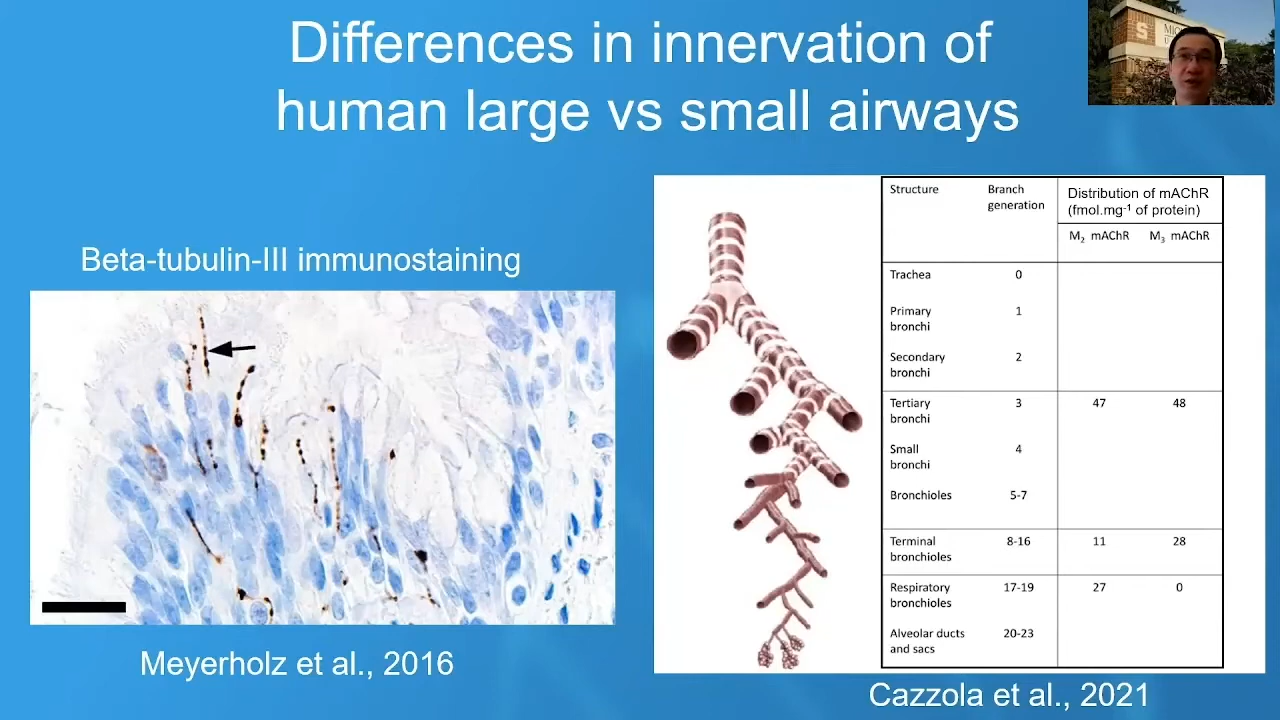 Differences in innervation of
human large vs small airways
Beta-tubulin-III immunostaining
Meyerholz et al., 2016
Structure
Branch
generation
Distribution of mAChR
(fmol.mg-1 of protein)
M2 mAChR M3 mAChR
Trachea 0
Primary
bronchi
1
Secondary
bronchi
2
Tertiary
bronchi
3 47 48
Small
bronchi
4
Bronchioles 5-7
Terminal
bronchioles
8-16 11 28
Respiratory
bronchioles
17-19 27 0
Alveolar ducts
and sacs
20-23
Cazzola et al., 2021
S